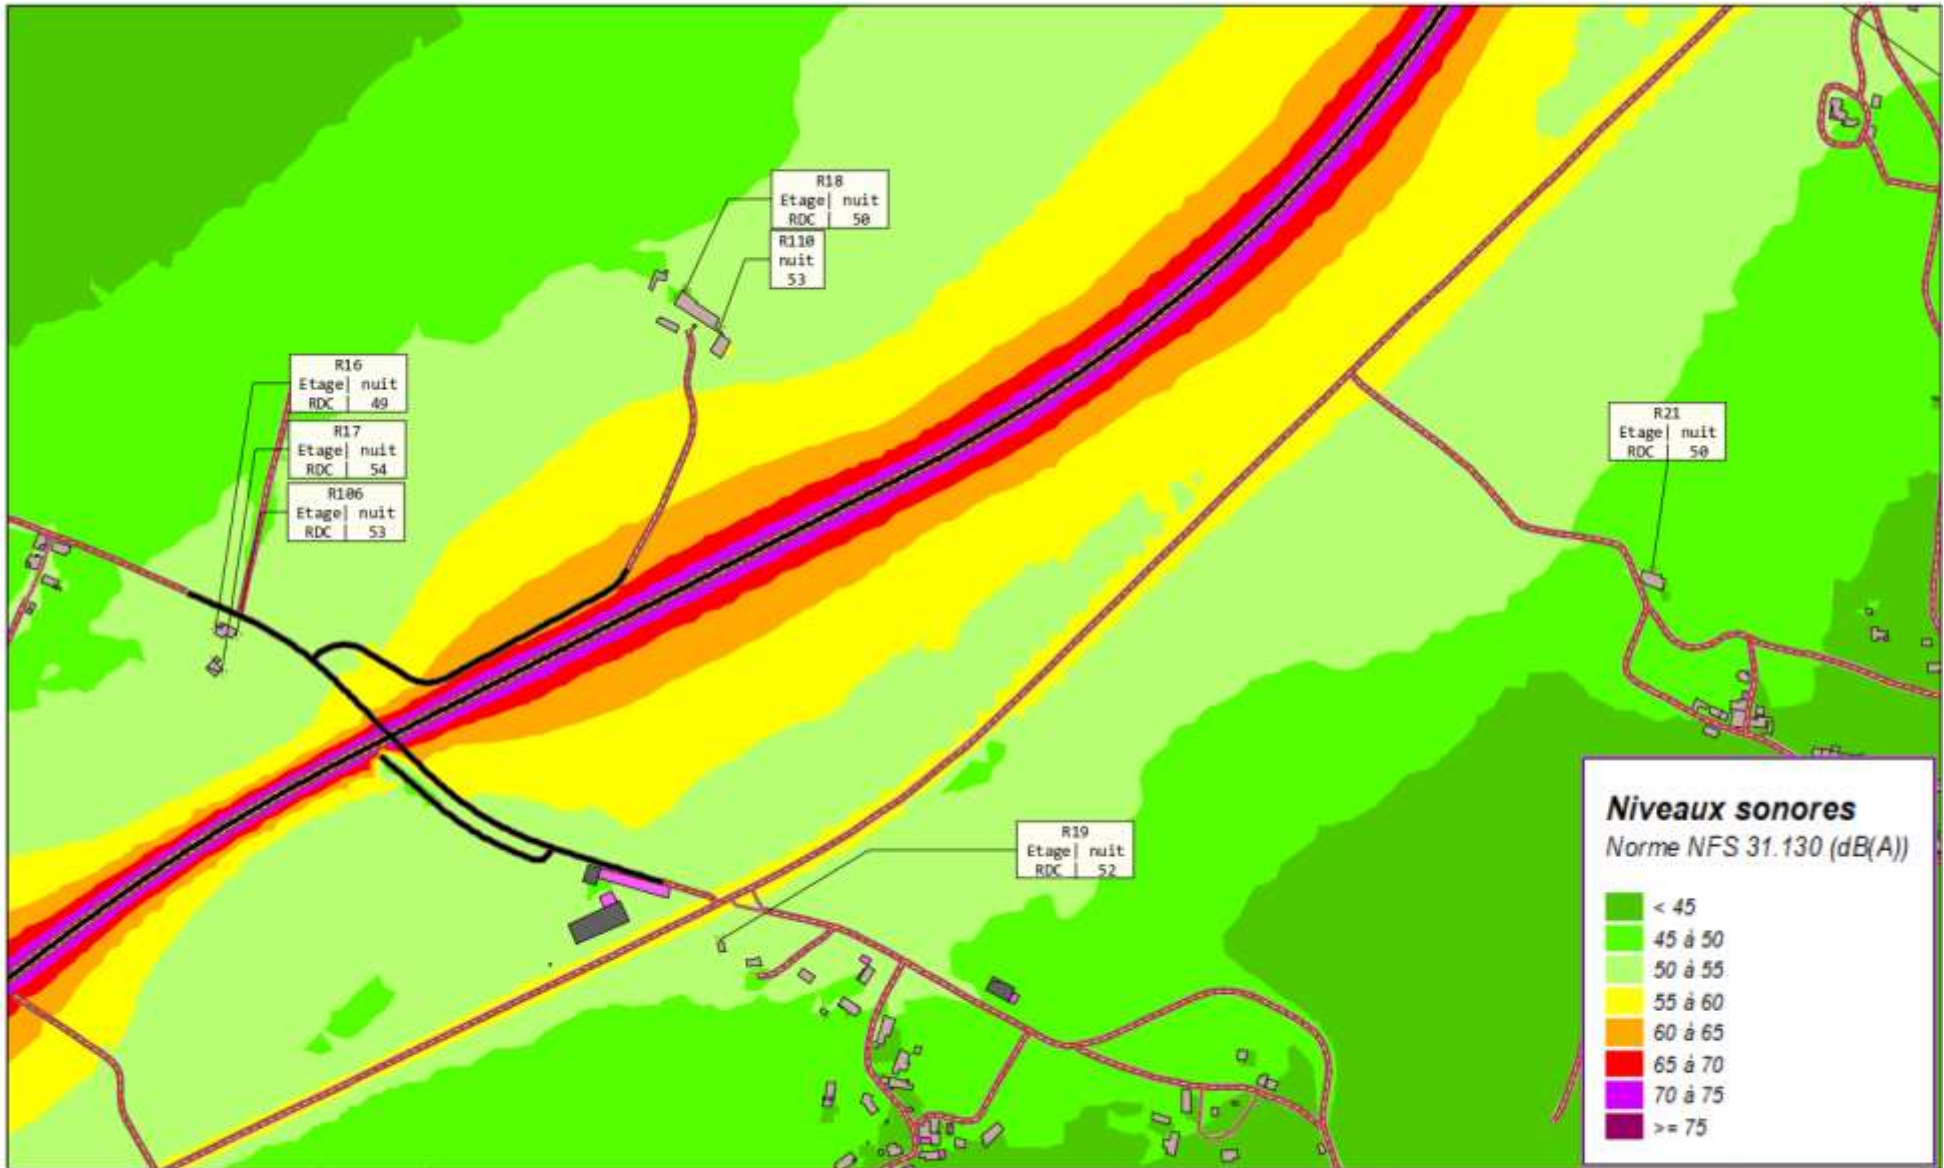 R18
Etage| nuit
RDC | 50
R110
nuit
53
R16
Etage| nuit
RDC | 49
R17
Etage| nuit
RDC | 54
R106
Etage| nuit
RDC | 53
R21
Etage| nuit
RDC | 50
R19
Etage| nuit
RDC | 52
Niveaux sonores
Norme NFS 31.130 (dB(A))
< 45
45 à 50
50 à 55
55 à 60
60 à 65
65 à 70
70 à 75
>= 75